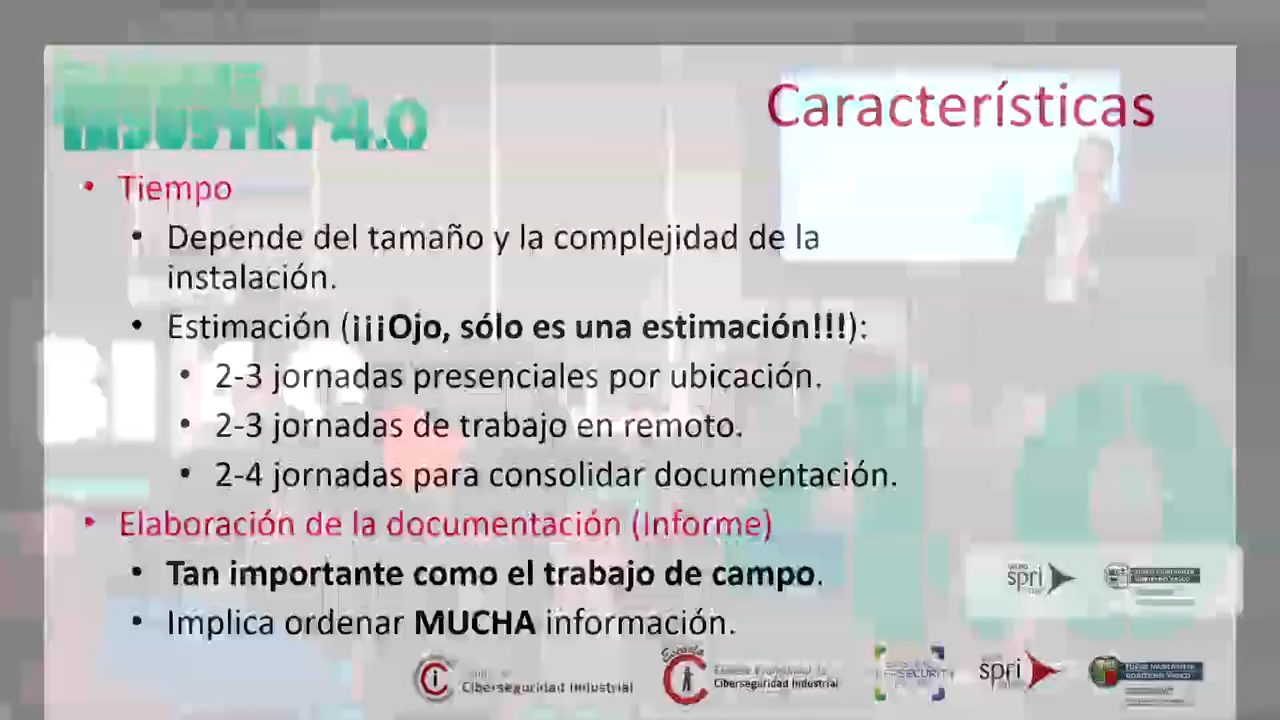 INDUSTRY 4.0
Características
• Tiempo
• Depende del tamaño y la complejidad de la
instalación.
• Estimación (¡¡¡Ojo, sólo es una estimación!!!):
• 2-3 jornadas presenciales por ubicación.
• 2-3 jornadas de trabajo en remoto.
• 2-4 jornadas para consolidar documentación.
• Elaboración de la documentación (Informe)
• Tan importante como el trabajo de campo.
• Implica ordenar MUCHA información.
spri
Ciberseguridad Industrial
Escuela
Ciberseguridad Industrial
spri